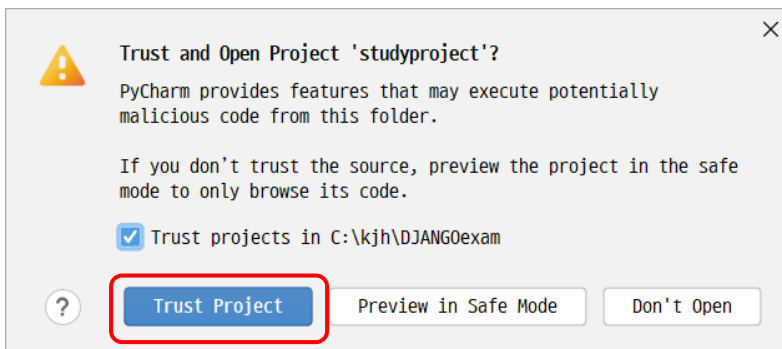 Trust and Open Project 'studyproject'?
PyCharm provides features that may execute potentially
malicious code from this folder.
If you don’t trust the source, preview the project in the safe
mode to only browse its code.
Trust projects in C:\kjh\DJANGOexam
? Trust Project Preview in Safe Mode Don't Open